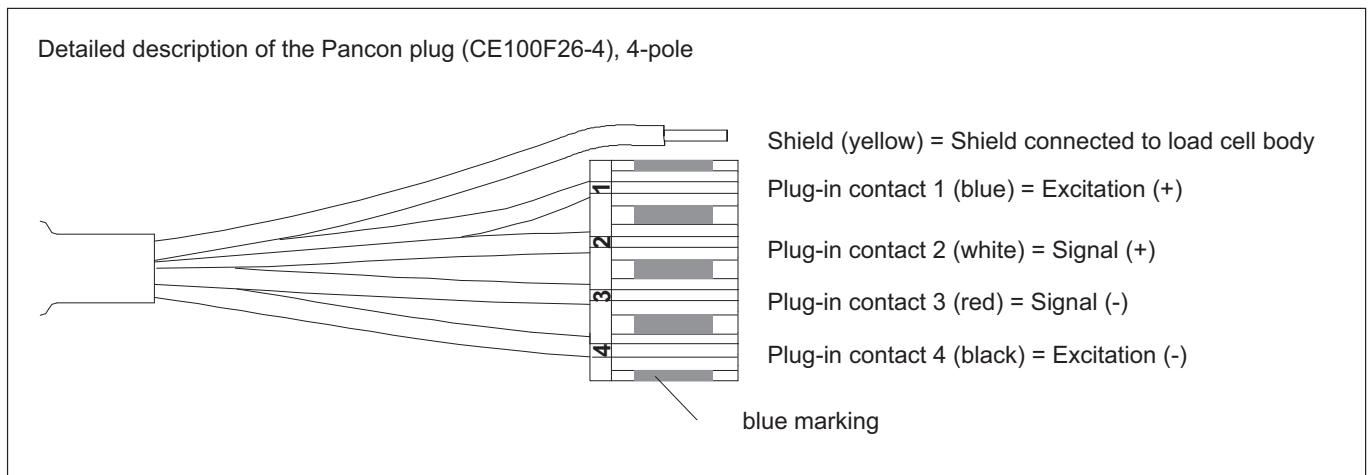 Detailed description of the Pancon plug (CE100F26-4), 4-pole
Shield (yellow) = Shield connected to load cell body
1
Plug-in contact 1 (blue) = Excitation (+)
2
Plug-in contact 2 (white) = Signal (+)
3
Plug-in contact 3 (red) = Signal (-)
4
Plug-in contact 4 (black) = Excitation (-)
blue marking